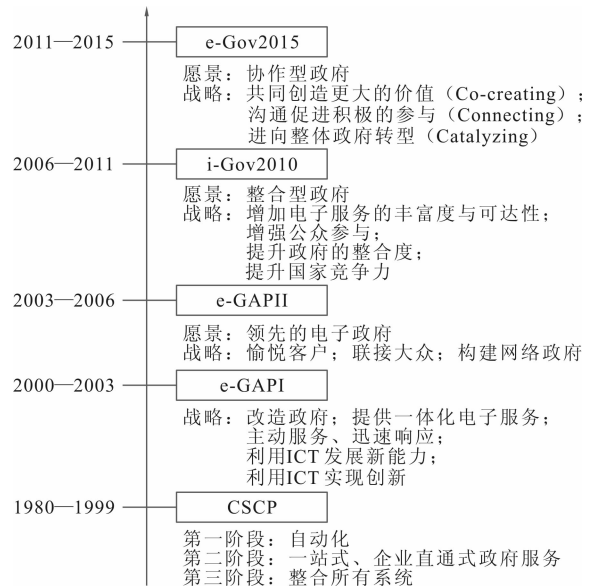 2011—2015 e-Gov2015
愿景：协作型政府
战略：共同创造更大的价值（Co-creating）；
沟通促进积极的参与（Connecting）；
进向整体政府转型（Catalyzing）
2006—2011 i-Gov2010
愿景：整合型政府
战略：增加电子服务的丰富度与可达性；
增强公众参与；
提升政府的整合度；
提升国家竞争力
2003—2006 e-GAPII
愿景：领先的电子政府
战略：愉悦客户；联接大众；构建网络政府
2000—2003 e-GAPI
战略：改造政府；提供一体化电子服务；
主动服务、迅速响应；
利用ICT发展新能力；
利用ICT实现创新
1980—1999 CSCP
第一阶段：自动化
第二阶段：一站式、企业直通式政府服务
第三阶段：整合所有系统